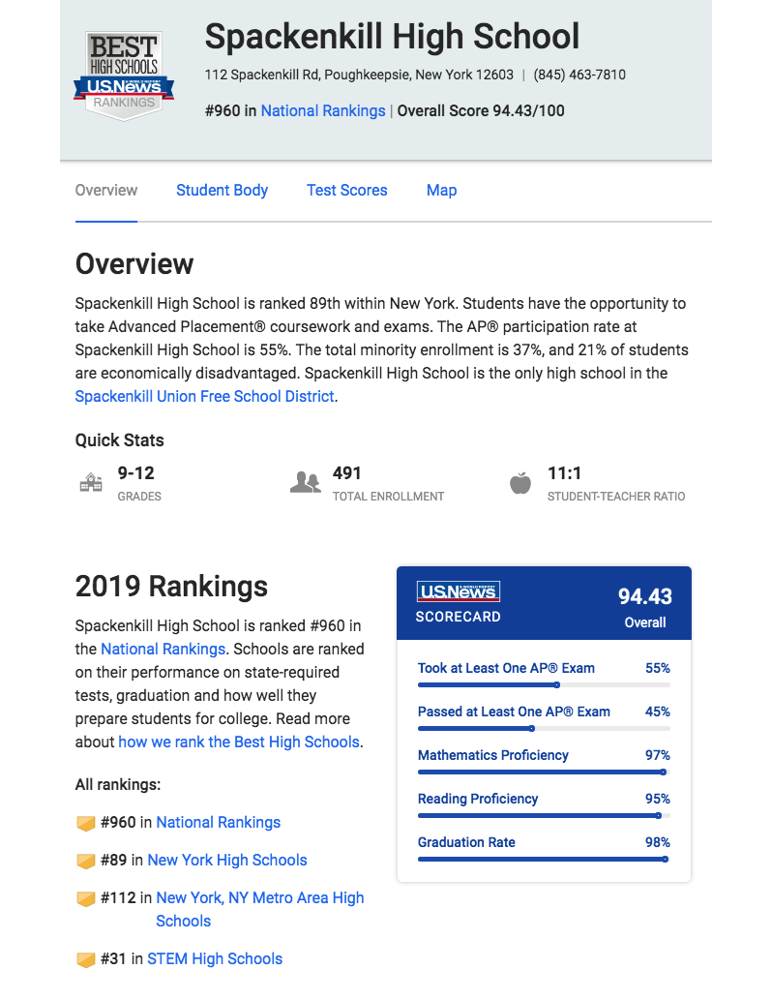 BEST
HIGH SCHOOLS
U.S.News
RANKINGS
Spackenkill High School
112 Spackenkill Rd, Poughkeepsie, New York 12603 | (845) 463-7810
#960 in National Rankings | Overall Score 94.43/100
Overview Student Body Test Scores Map
Overview
Spackenkill High School is ranked 89th within New York. Students have the opportunity to
take Advanced Placement® coursework and exams. The AP® participation rate at
Spackenkill High School is 55%. The total minority enrollment is 37%, and 21% of students
are economically disadvantaged. Spackenkill High School is the only high school in the
Spackenkill Union Free School District.
Quick Stats
9-12
GRADES
491
TOTAL ENROLLMENT
11:1
STUDENT-TEACHER RATIO
2019 Rankings
Spackenkill High School is ranked #960 in
the National Rankings. Schools are ranked
on their performance on state-required
tests, graduation and how well they
prepare students for college. Read more
about how we rank the Best High Schools.
All rankings:
#960 in National Rankings
#89 in New York High Schools
#112 in New York, NY Metro Area High
Schools
#31 in STEM High Schools
U.S.News
SCORECARD
94.43
Overall
Took at Least One AP® Exam 55%
Passed at Least One AP® Exam 45%
Mathematics Proficiency 97%
Reading Proficiency 95%
Graduation Rate 98%